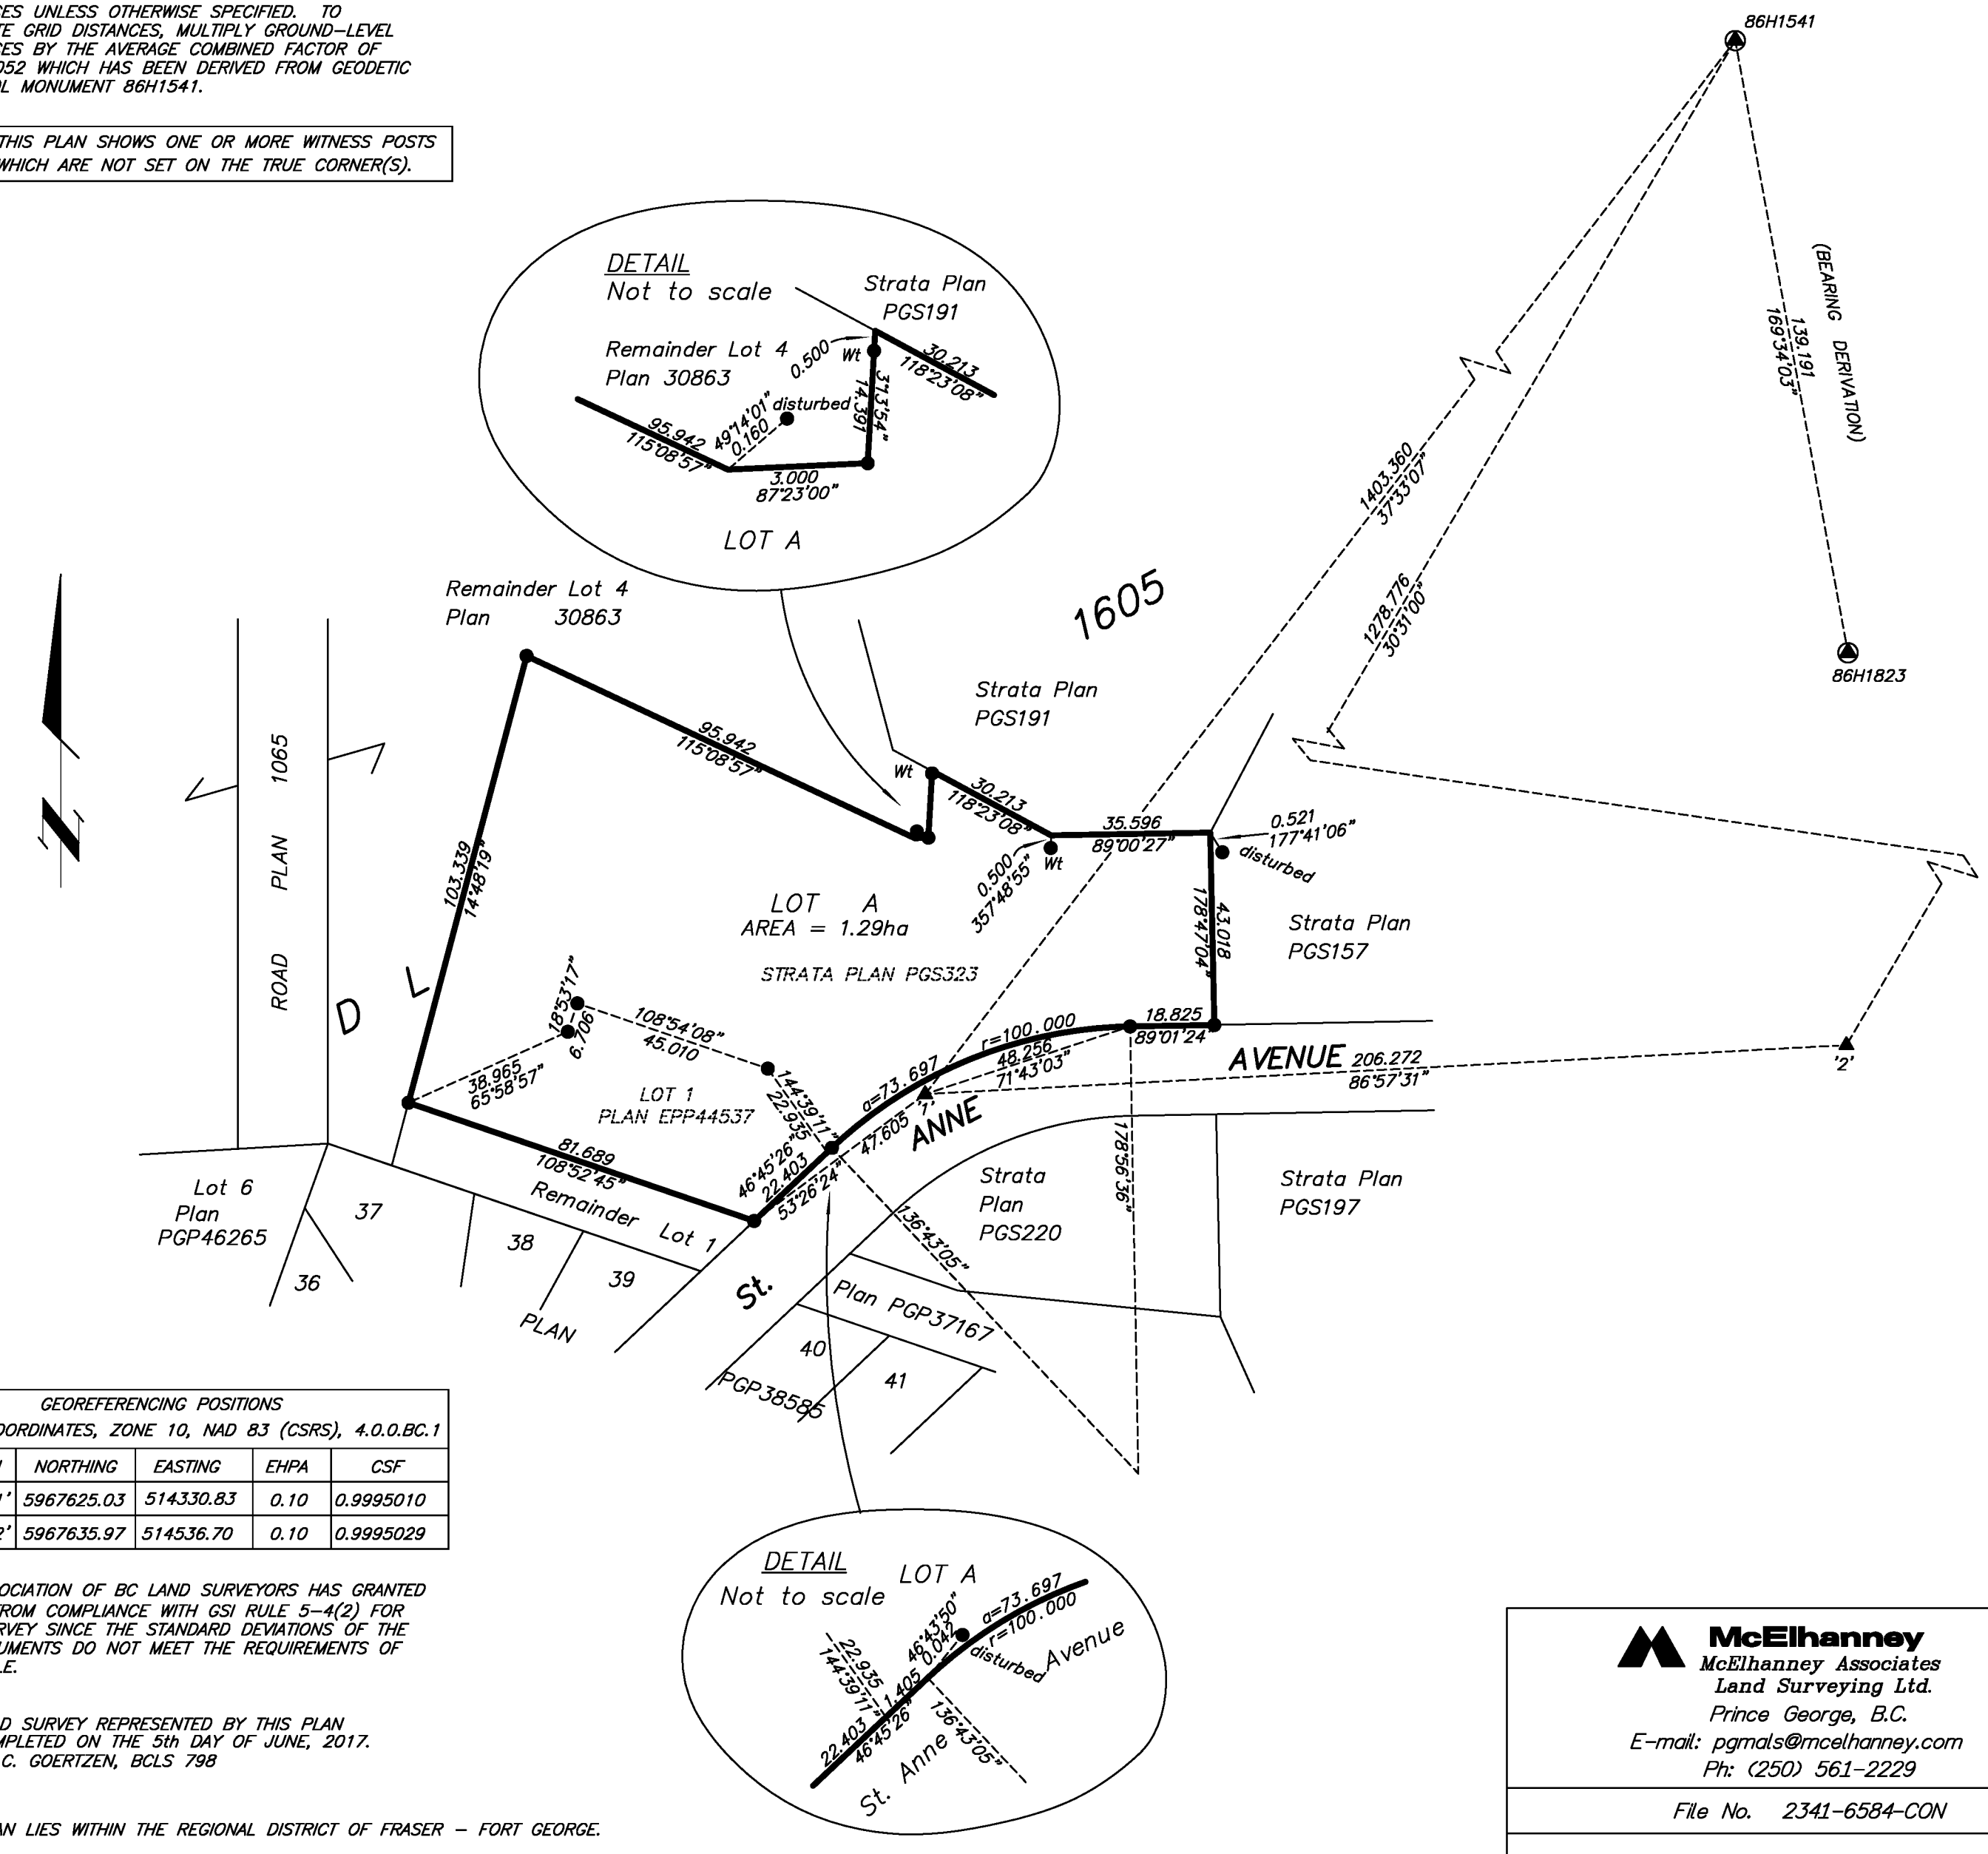 UNLESS OTHERWISE SPECIFIED. TO
GRID DISTANCES, MULTIPLY GROUND-LEVEL
BY THE AVERAGE COMBINED FACTOR OF
052 WHICH HAS BEEN DERIVED FROM GEODETIC
MONUMENT 86H1541.
THIS PLAN SHOWS ONE OR MORE WITNESS POSTS
WHICH ARE NOT SET ON THE TRUE CORNER(S).
86H1541
(BEARING DERIVATION)
139.191
169°34'03"
86H1823
1403.360
37°33'07"
1278.776
30°31'00"
DETAIL
Not to scale
Strata Plan
PGS191
Remainder Lot 4
Plan 30863
0.500
Wt
30.213
118°23'08"
3°13'54"
14.391
disturbed
49°14'01"
0.160
95.942
115°08'57"
3.000
87°23'00"
LOT A
1605
Remainder Lot 4
Plan 30863
Strata Plan
PGS191
95.942
115°08'57"
Wt
30.213
118°23'08"
35.596
89°00'27"
0.521
177°41'06"
disturbed
0.500
357°48'55"
Wt
ROAD PLAN 1065
103.339
14°48'19"
D L
LOT A
AREA = 1.29ha
STRATA PLAN PGS323
43.018
178°47'04"
Strata Plan
PGS157
18°53'17"
6.706
108°54'08"
45.010
38.965
65°58'57"
LOT 1
PLAN EPP44537
144°39'11"
22.935
a=73.697
r=100.000
48.256
71°43'03"
18.825
89°01'24"
AVENUE
206.272
86°57'31"
'2'
'1'
ANNE
47.605
53°26'24"
46°45'26"
22.403
81.689
108°52'45"
Remainder Lot 1
178°56'36"
136°43'05"
Strata
Plan
PGS220
Strata Plan
PGS197
Lot 6
Plan
PGP46265
37
36
38
39
PLAN
St.
Plan PGP37167
40
41
PGP38585
GEOREFERENCING POSITIONS
ZONE 10, NAD 83 (CSRS), 4.0.0.BC.1
NORTHING EASTING EHPA CSF
5967625.03 514330.83 0.10 0.9995010
5967635.97 514536.70 0.10 0.9995029
OF BC LAND SURVEYORS HAS GRANTED
COMPLIANCE WITH GSI RULE 5-4(2) FOR
SINCE THE STANDARD DEVIATIONS OF THE
DO NOT MEET THE REQUIREMENTS OF
SURVEY REPRESENTED BY THIS PLAN
ON THE 5th DAY OF JUNE, 2017.
C. GOERTZEN, BCLS 798
LIES WITHIN THE REGIONAL DISTRICT OF FRASER - FORT GEORGE.
DETAIL
Not to scale
LOT A
a=73.697
r=100.000
46°43'50"
0.042
disturbed
Avenue
22.935
144°39'11"
1.405
22.403
46°45'26"
136°43'05"
St. Anne
McElhanney
McElhanney Associates
Land Surveying Ltd.
Prince George, B.C.
E-mail: pgmals@mcelhanney.com
Ph: (250) 561-2229
File No. 2341-6584-CON